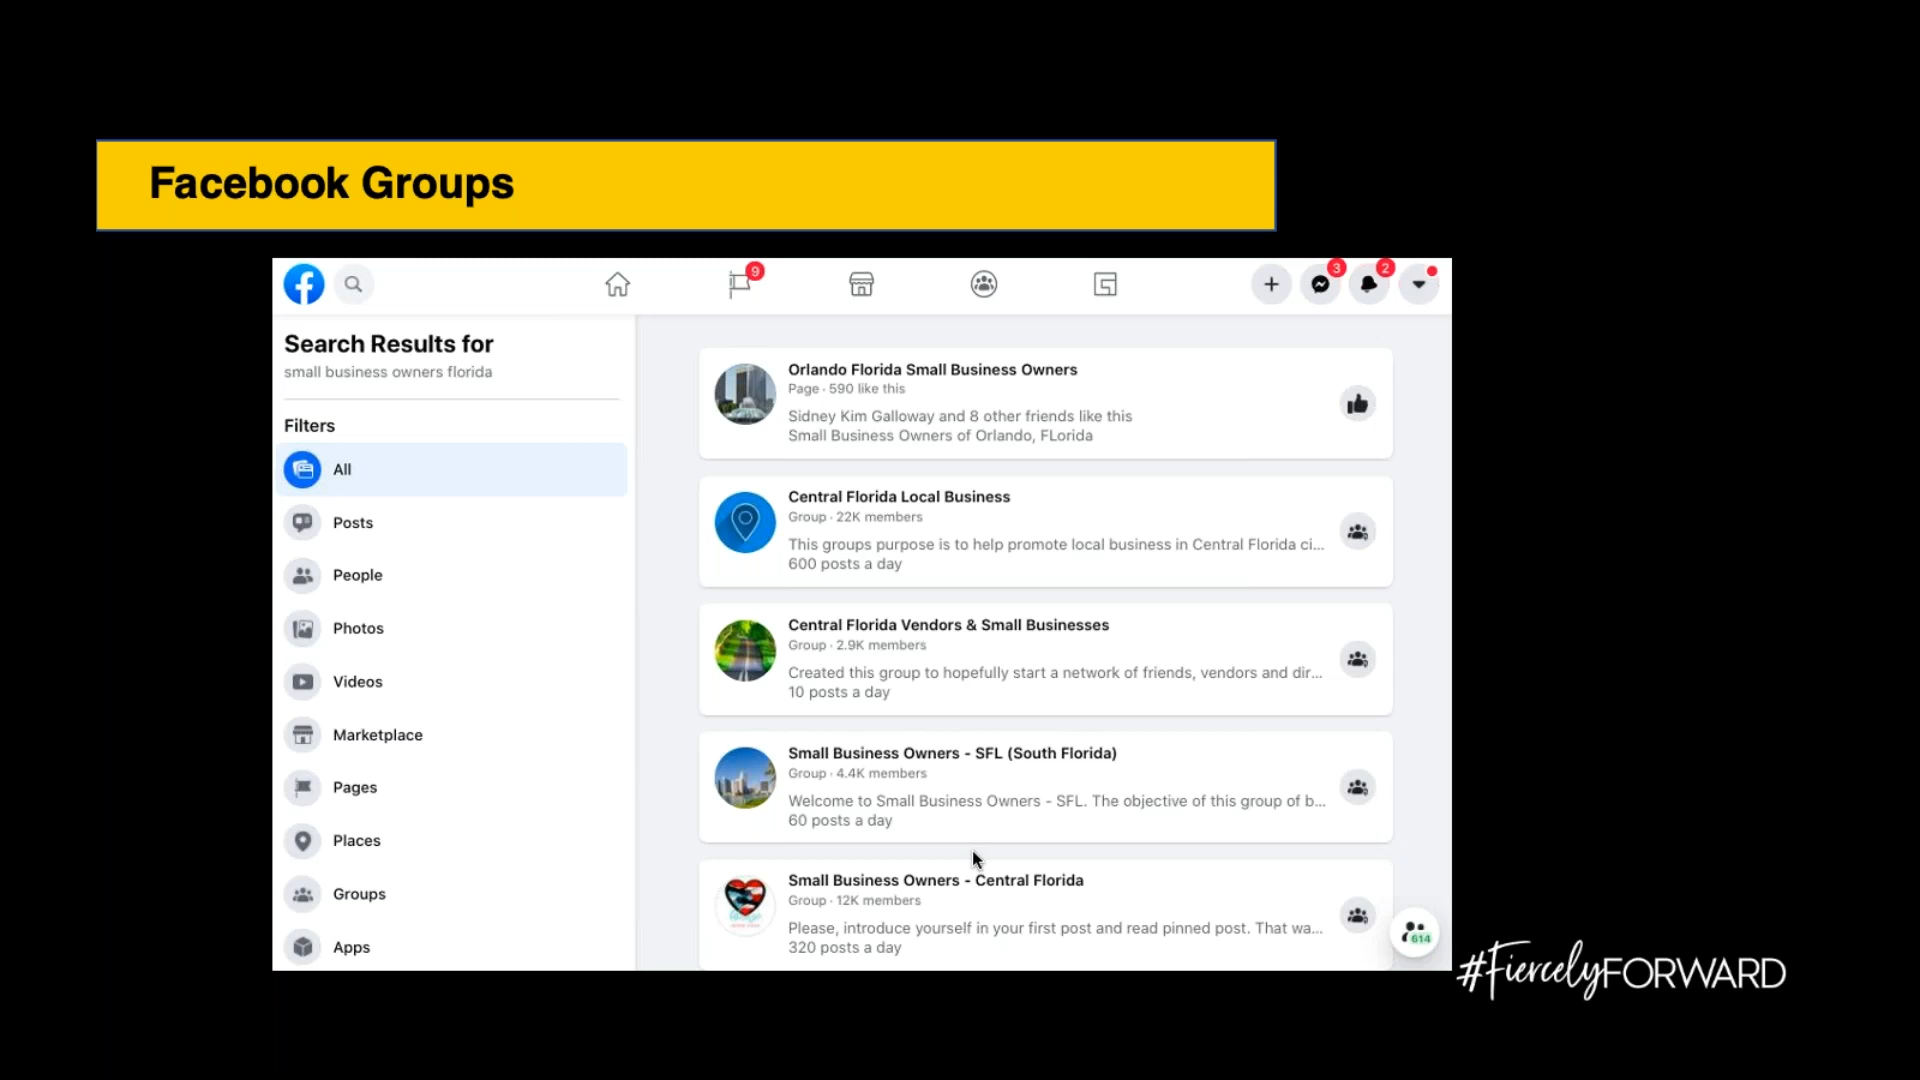 Facebook Groups
9
3
2
Search Results for
small business owners florida
Filters
All
Posts
People
Photos
Videos
Marketplace
Pages
Places
Groups
Apps
Orlando Florida Small Business Owners
Page · 590 like this
Sidney Kim Galloway and 8 other friends like this
Small Business Owners of Orlando, FLorida
Central Florida Local Business
Group · 22K members
This groups purpose is to help promote local business in Central Florida ci...
600 posts a day
Central Florida Vendors & Small Businesses
Group · 2.9K members
Created this group to hopefully start a network of friends, vendors and dir...
10 posts a day
Small Business Owners - SFL (South Florida)
Group · 4.4K members
Welcome to Small Business Owners - SFL. The objective of this group of b...
60 posts a day
Small Business Owners - Central Florida
Group · 12K members
Please, introduce yourself in your first post and read pinned post. That wa...
320 posts a day
614
#FiercelyFORWARD